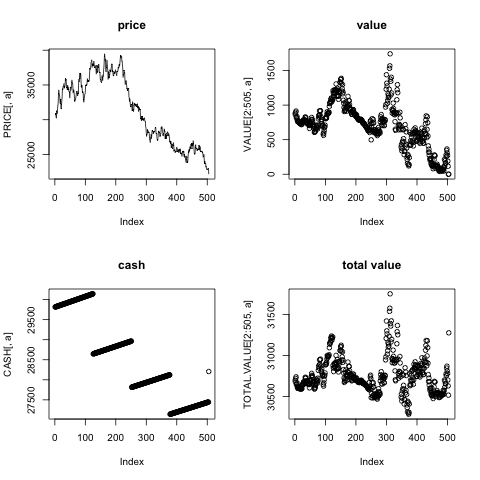 price
value
PRICE[, a]
25000
35000
0 100 200 300 400 500
Index
VALUE[2:505, a]
0 500 1000 1500
0 100 200 300 400 500
Index
cash
total value
CASH[, a]
27500 28500 29500
0 100 200 300 400 500
Index
TOTAL.VALUE[2:505, a]
30500 31000 31500
0 100 200 300 400 500
Index